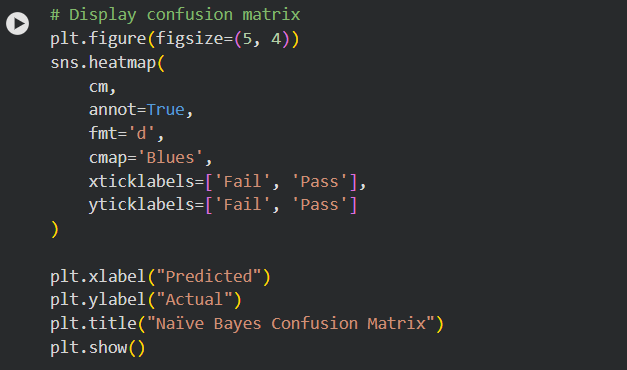 # Display confusion matrix
plt.figure(figsize=(5, 4))
sns.heatmap(
    cm,
    annot=True,
    fmt='d',
    cmap='Blues',
    xticklabels=['Fail', 'Pass'],
    yticklabels=['Fail', 'Pass']
)
plt.xlabel("Predicted")
plt.ylabel("Actual")
plt.title("Naïve Bayes Confusion Matrix")
plt.show()